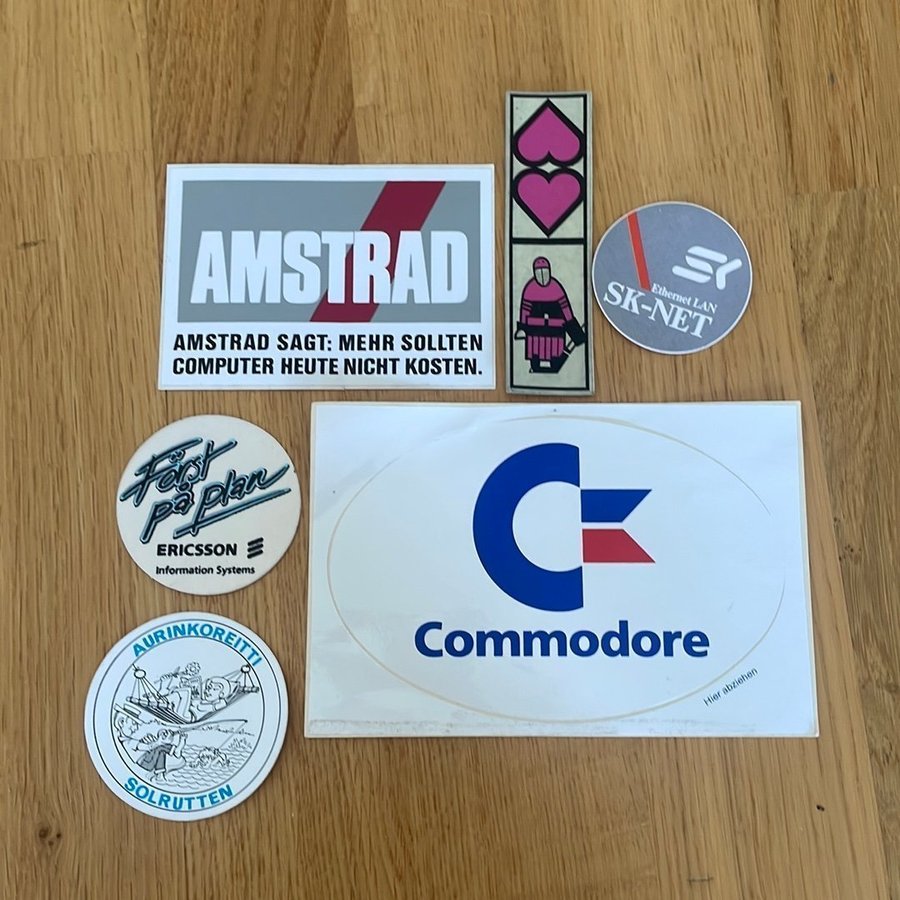 AMSTRAD
AMSTRAD SAGT: MEHR SOLLTEN
COMPUTER HEUTE NICHT KOSTEN.
Ethernet LAN
SK-NET
Först
på plan
ERICSSON
Information Systems
Commodore
Hier abziehen
AURINKOREITTI
SOLRUTTEN